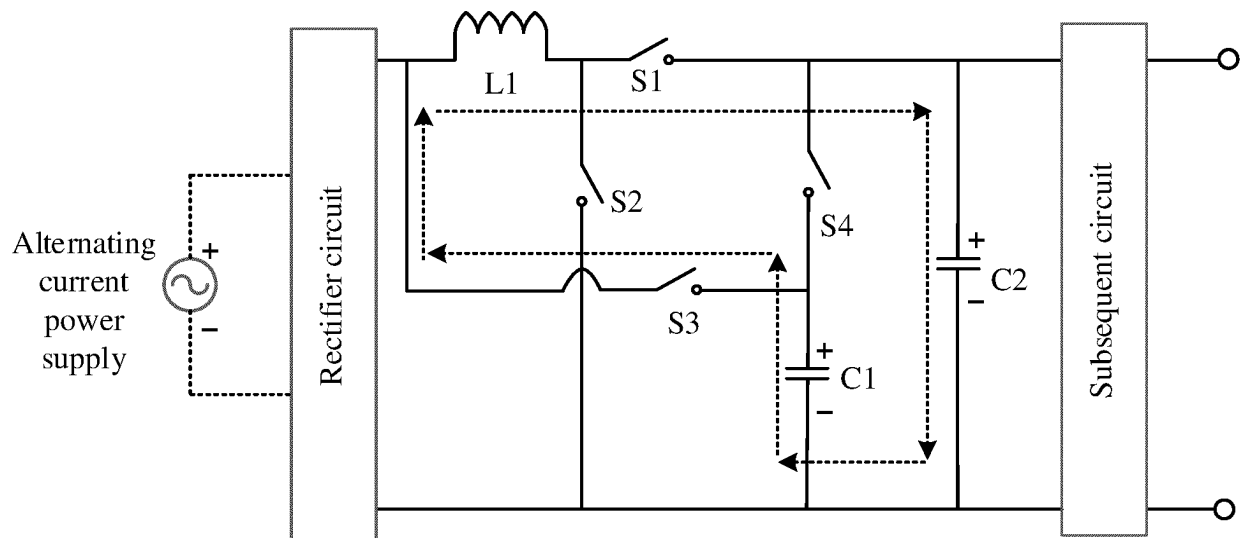 L1
S1
S2
S4
S3
C1
C2
+
−
+
−
+
−
Alternating
current
power
supply
Rectifier circuit
Subsequent circuit